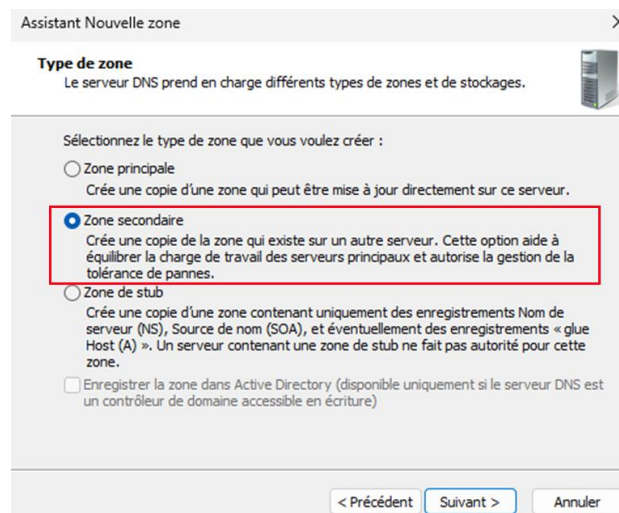 Assistant Nouvelle zone
Type de zone
Le serveur DNS prend en charge différents types de zones et de stockages.
Sélectionnez le type de zone que vous voulez créer :
Zone principale
Crée une copie d'une zone qui peut être mise à jour directement sur ce serveur.
Zone secondaire
Crée une copie de la zone qui existe sur un autre serveur. Cette option aide à
équilibrer la charge de travail des serveurs principaux et autorise la gestion de la
tolérance de pannes.
Zone de stub
Crée une copie d'une zone contenant uniquement des enregistrements Nom de
serveur (NS), Source de nom (SOA), et éventuellement des enregistrements « glue
Host (A) ». Un serveur contenant une zone de stub ne fait pas autorité pour cette
zone.
Enregistrer la zone dans Active Directory (disponible uniquement si le serveur DNS est
un contrôleur de domaine accessible en écriture)
< Précédent Suivant > Annuler